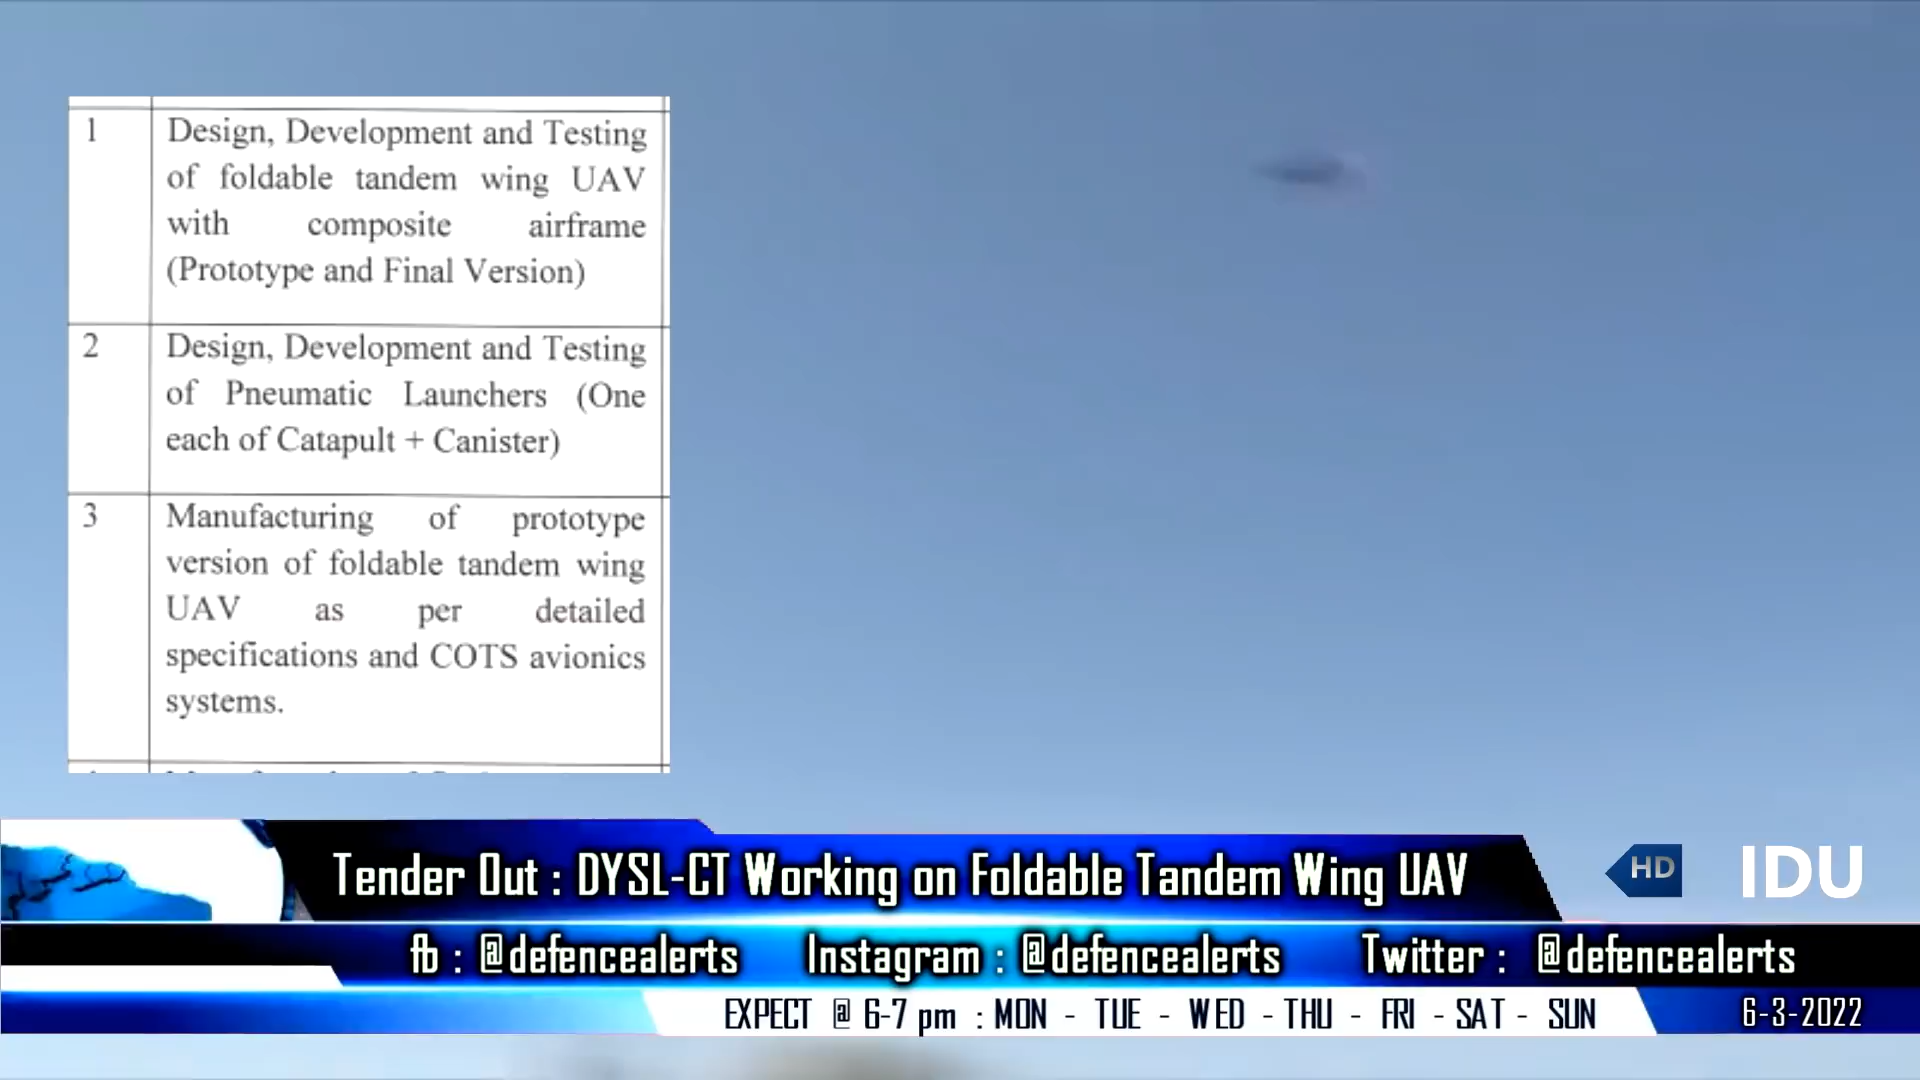 1
Design, Development and Testing
of foldable tandem wing UAV
with composite airframe
(Prototype and Final Version)
2
Design, Development and Testing
of Pneumatic Launchers (One
each of Catapult + Canister)
3
Manufacturing of prototype
version of foldable tandem wing
UAV as per detailed
specifications and COTS avionics
systems.
Tender Out : DYSL-CT Working on Foldable Tandem Wing UAV
HD
IDU
fb : @defencealerts Instagram : @defencealerts Twitter : @defencealerts
EXPECT @ 6-7 pm : MON - TUE - WED - THU - FRI - SAT - SUN
6-3-2022